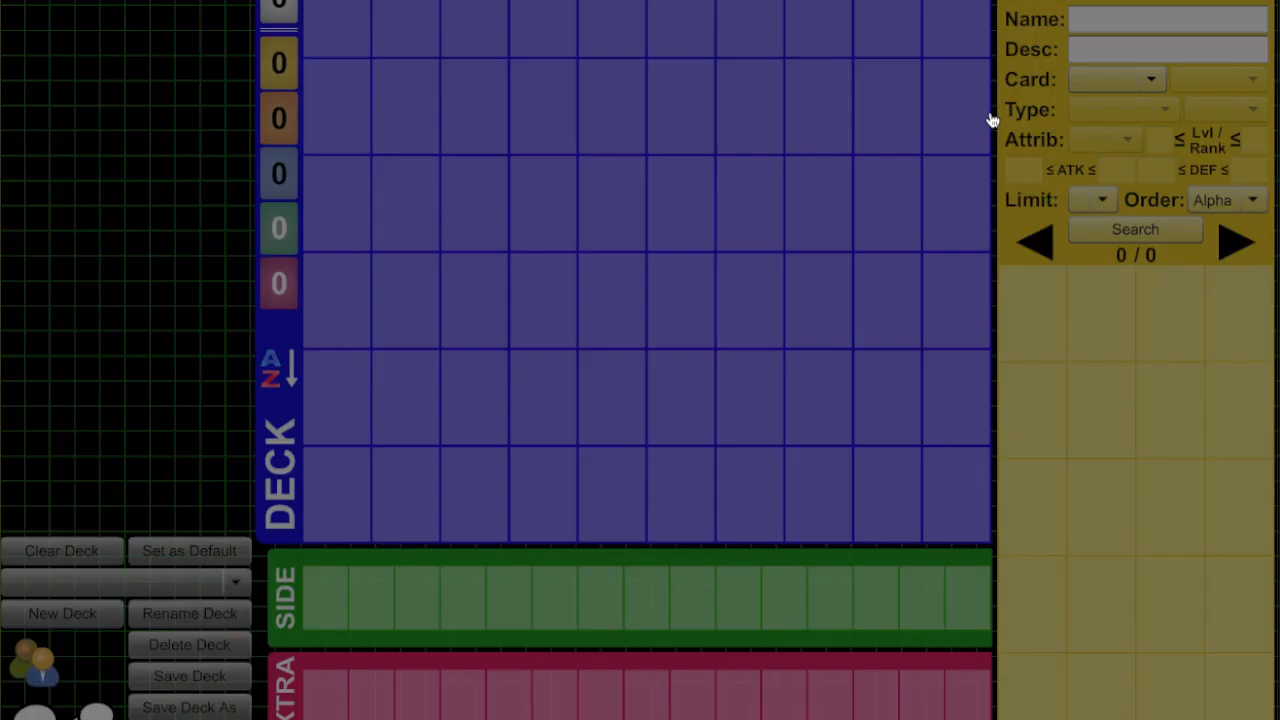 0
0
0
0
0
0
A
Z
DECK
SIDE
XTRA
Clear Deck
Set as Default
New Deck
Rename Deck
Delete Deck
Save Deck
Save Deck As
Name:
Desc:
Card:
Type:
Attrib:
≤ Lvl / Rank ≤
≤ ATK ≤
≤ DEF ≤
Limit:
Order: Alpha
Search
0 / 0